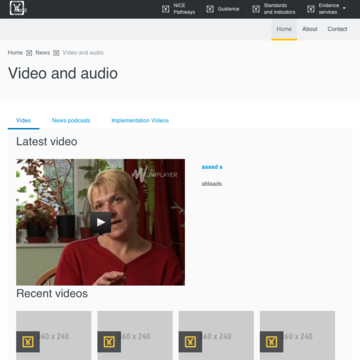 NICE
Pathways
Guidance
Standards
and indicators
Evidence
services
Home
About
Contact
Home
News
Video and audio
Video and audio
Video
News podcasts
Implementation Videos
Latest video
JWPLAYER
asasd a
afdaads
Recent videos
60 x 240
60 x 240
60 x 240
60 x 240